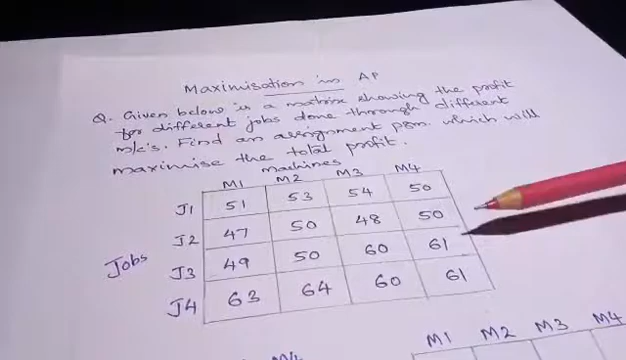 Maximisation in AP
Q. Given below is a matrix showing the profit
for different jobs done through different
m/c's. Find an assignment pgm. which will
maximise the total profit.
machines
M1 M2 M3 M4
J1 51 53 54 50
J2 47 50 48 50
Jobs
J3 49 50 60 61
J4 63 64 60 61
M1 M2 M3 M4